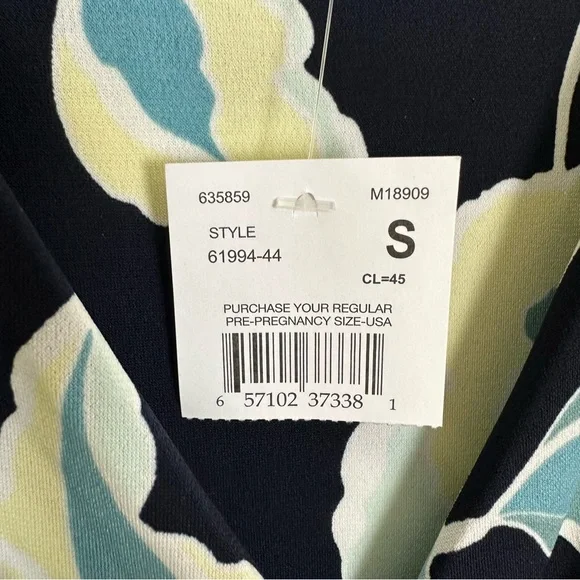 635859 M18909
STYLE S
61994-44
CL=45
PURCHASE YOUR REGULAR
PRE-PREGNANCY SIZE-USA
6 57102 37338 1